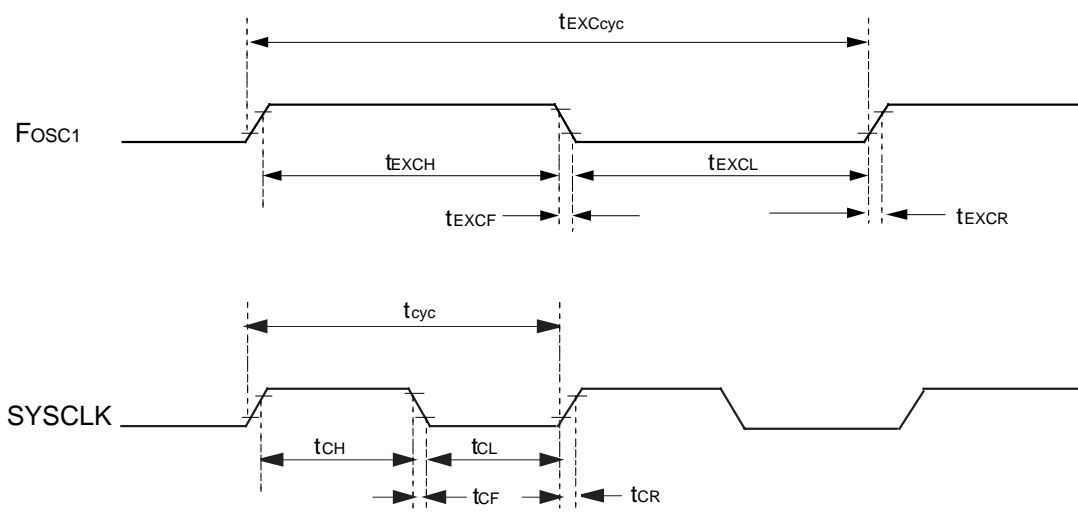 tEXCcyc
FOSC1
tEXCH
tEXCL
tEXCF
tEXCR
tcyc
SYSCLK
tCH
tCL
tCF
tCR